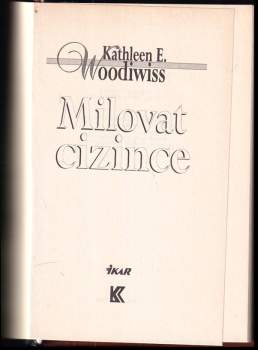 Kathleen E.
Woodiwiss
Milovat
cizince
IKAR
K